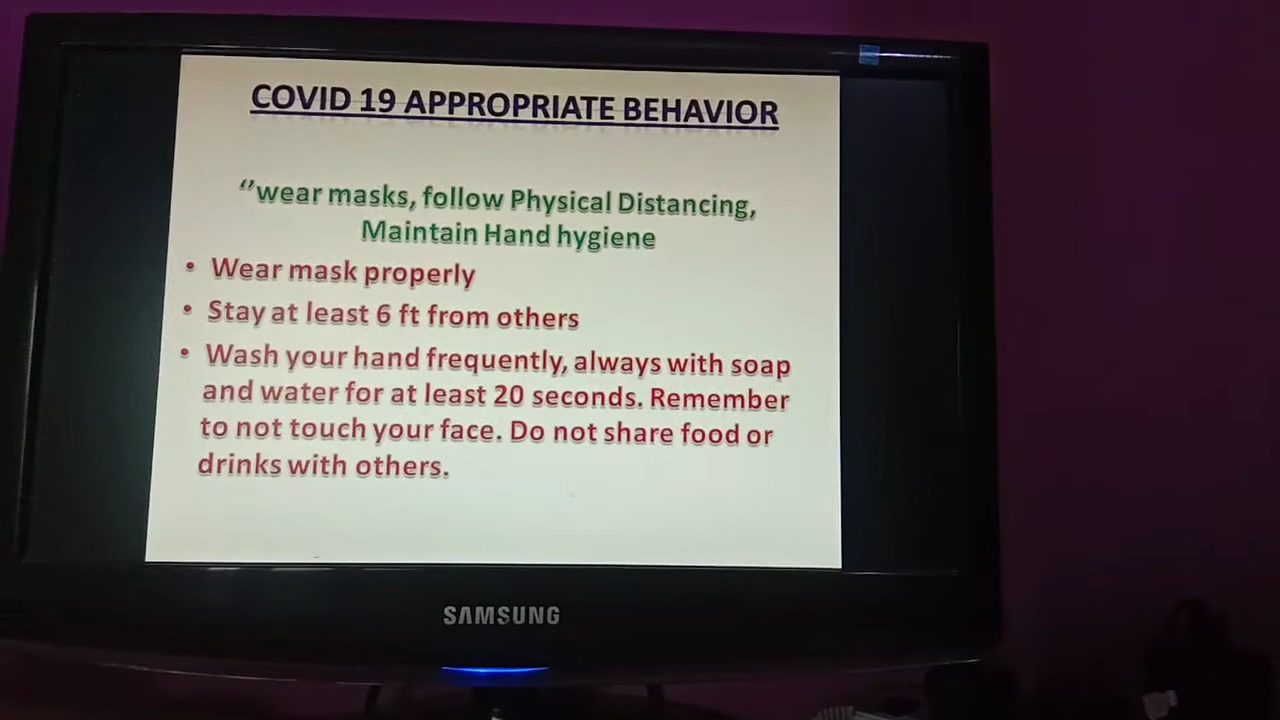 COVID 19 APPROPRIATE BEHAVIOR
‘’wear masks, follow Physical Distancing,
Maintain Hand hygiene
• Wear mask properly
• Stay at least 6 ft from others
• Wash your hand frequently, always with soap
and water for at least 20 seconds. Remember
to not touch your face. Do not share food or
drinks with others.
SAMSUNG